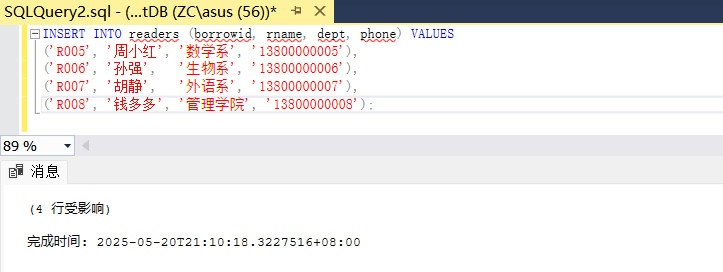 SQLQuery2.sql - (...tDB (ZC\asus (56))*
INSERT INTO readers (borrowid, rname, dept, phone) VALUES
('R005', '周小红', '数学系', '13800000005'),
('R006', '孙强', '生物系', '13800000006'),
('R007', '胡静', '外语系', '13800000007'),
('R008', '钱多多', '管理学院', '13800000008');
89 %
消息
(4 行受影响)
完成时间: 2025-05-20T21:10:18.3227516+08:00